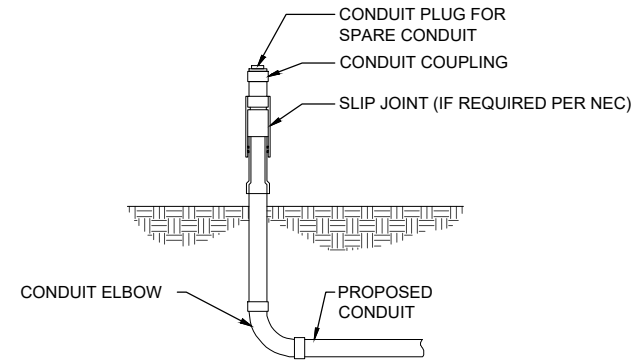 CONDUIT PLUG FOR
SPARE CONDUIT
CONDUIT COUPLING
SLIP JOINT (IF REQUIRED PER NEC)
CONDUIT ELBOW
PROPOSED
CONDUIT